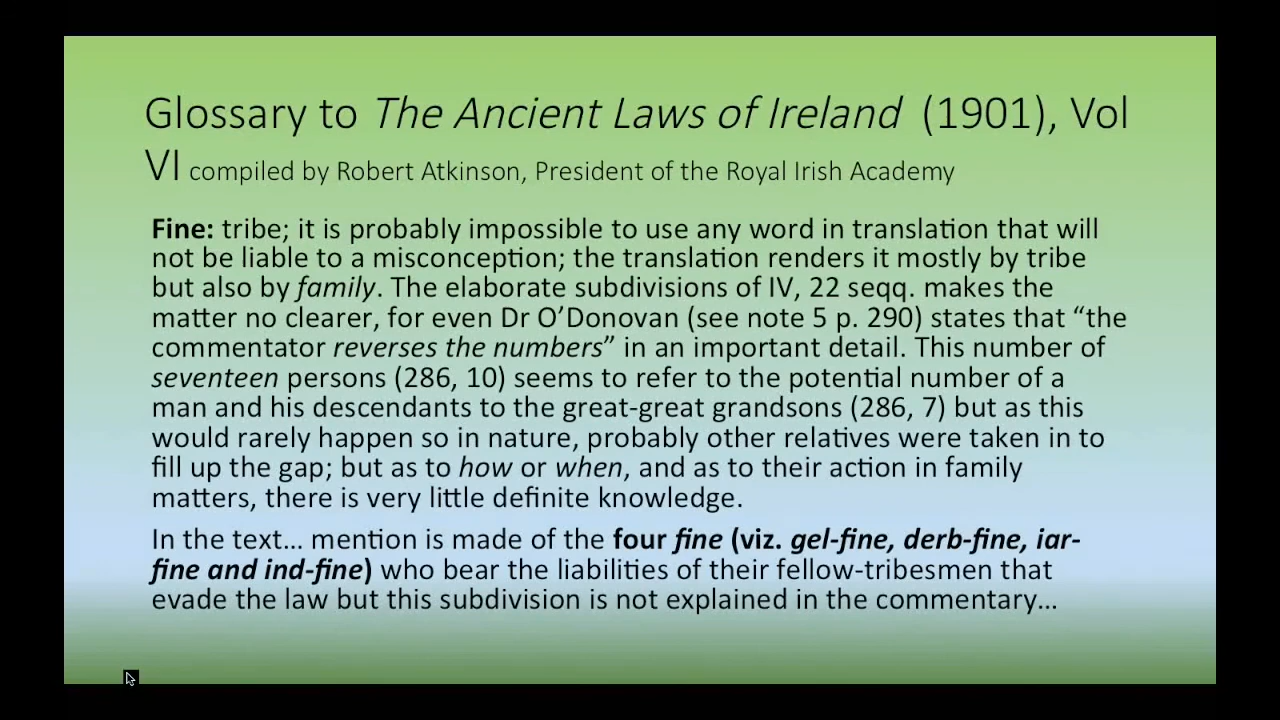 Glossary to The Ancient Laws of Ireland (1901), Vol
VI compiled by Robert Atkinson, President of the Royal Irish Academy
Fine: tribe; it is probably impossible to use any word in translation that will
not be liable to a misconception; the translation renders it mostly by tribe
but also by family. The elaborate subdivisions of IV, 22 seqq. makes the
matter no clearer, for even Dr O’Donovan (see note 5 p. 290) states that “the
commentator reverses the numbers” in an important detail. This number of
seventeen persons (286, 10) seems to refer to the potential number of a
man and his descendants to the great-great grandsons (286, 7) but as this
would rarely happen so in nature, probably other relatives were taken in to
fill up the gap; but as to how or when, and as to their action in family
matters, there is very little definite knowledge.
In the text… mention is made of the four fine (viz. gel-fine, derb-fine, iar-
fine and ind-fine) who bear the liabilities of their fellow-tribesmen that
evade the law but this subdivision is not explained in the commentary…